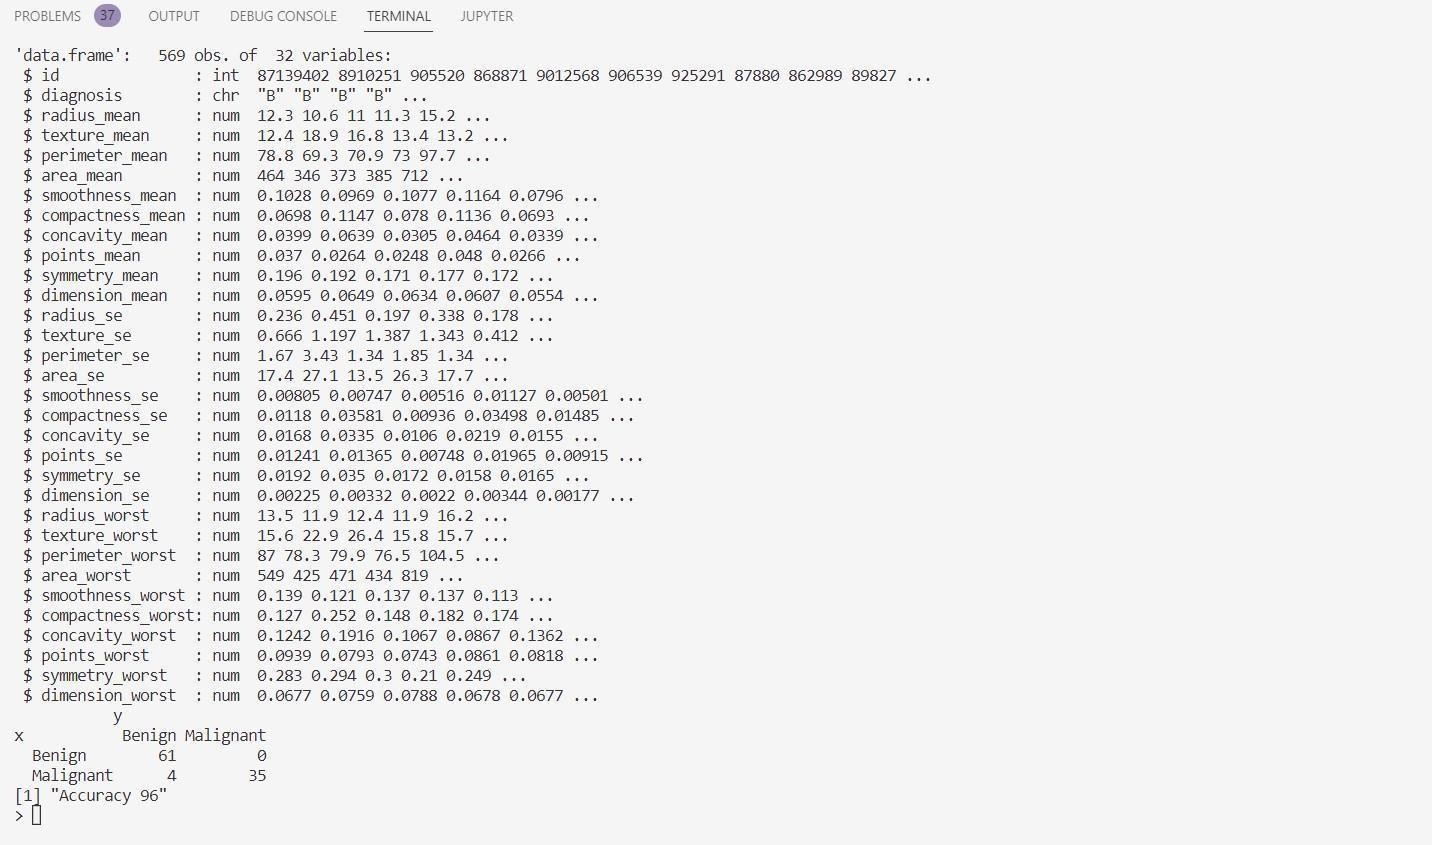 PROBLEMS 37 OUTPUT DEBUG CONSOLE TERMINAL JUPYTER
'data.frame':   569 obs. of  32 variables:
 $ id               : int  87139402 8910251 905520 868871 9012568 906539 925291 87880 862989 89827 ...
 $ diagnosis        : chr  "B" "B" "B" "B" ...
 $ radius_mean      : num  12.3 10.6 11 11.3 15.2 ...
 $ texture_mean     : num  12.4 18.9 16.8 13.4 13.2 ...
 $ perimeter_mean   : num  78.8 69.3 70.9 73 97.7 ...
 $ area_mean        : num  464 346 373 385 712 ...
 $ smoothness_mean  : num  0.1028 0.0969 0.1077 0.1164 0.0796 ...
 $ compactness_mean : num  0.0698 0.1147 0.078 0.1136 0.0693 ...
 $ concavity_mean   : num  0.0399 0.0639 0.0305 0.0464 0.0339 ...
 $ points_mean      : num  0.037 0.0264 0.0248 0.048 0.0266 ...
 $ symmetry_mean    : num  0.196 0.192 0.171 0.177 0.172 ...
 $ dimension_mean   : num  0.0595 0.0649 0.0634 0.0607 0.0554 ...
 $ radius_se        : num  0.236 0.451 0.197 0.338 0.178 ...
 $ texture_se       : num  0.666 1.197 1.387 1.343 0.412 ...
 $ perimeter_se     : num  1.67 3.43 1.34 1.85 1.34 ...
 $ area_se          : num  17.4 27.1 13.5 26.3 17.7 ...
 $ smoothness_se    : num  0.00805 0.00747 0.00516 0.01127 0.00501 ...
 $ compactness_se   : num  0.0118 0.03581 0.00936 0.03498 0.01485 ...
 $ concavity_se     : num  0.0168 0.0335 0.0106 0.0219 0.0155 ...
 $ points_se        : num  0.01241 0.01365 0.00748 0.01965 0.00915 ...
 $ symmetry_se      : num  0.0192 0.035 0.0172 0.0158 0.0165 ...
 $ dimension_se     : num  0.00225 0.00332 0.0022 0.00344 0.00177 ...
 $ radius_worst     : num  13.5 11.9 12.4 11.9 16.2 ...
 $ texture_worst    : num  15.6 22.9 26.4 15.8 15.7 ...
 $ perimeter_worst  : num  87 78.3 79.9 76.5 104.5 ...
 $ area_worst       : num  549 425 471 434 819 ...
 $ smoothness_worst : num  0.139 0.121 0.137 0.137 0.113 ...
 $ compactness_worst: num  0.127 0.252 0.148 0.182 0.174 ...
 $ concavity_worst  : num  0.1242 0.1916 0.1067 0.0867 0.1362 ...
 $ points_worst     : num  0.0939 0.0793 0.0743 0.0861 0.0818 ...
 $ symmetry_worst   : num  0.283 0.294 0.3 0.21 0.249 ...
 $ dimension_worst  : num  0.0677 0.0759 0.0788 0.0678 0.0677 ...
           y
x           Benign Malignant
  Benign        61         0
  Malignant      4        35
[1] "Accuracy 96"
>